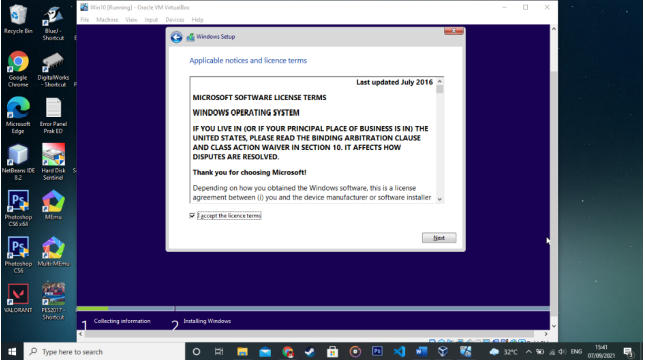 Win10 [Running] - Oracle VM VirtualBox
File Machine View Input Devices Help
Recycle Bin
BlueJ -
Shortcut
Google
Chrome
DigitalWorks
- Shortcut
Microsoft
Edge
Error Panel
Prak ED
NetBeans IDE
8.2
Hard Disk
Sentinel
Photoshop
CS6 x64
MEmu
Photoshop
CS6
Multi-MEmu
VALORANT
PES2017 -
Shortcut
Windows Setup
Applicable notices and licence terms
Last updated July 2016
MICROSOFT SOFTWARE LICENSE TERMS
WINDOWS OPERATING SYSTEM
IF YOU LIVE IN (OR IF YOUR PRINCIPAL PLACE OF BUSINESS IS IN) THE
UNITED STATES, PLEASE READ THE BINDING ARBITRATION CLAUSE
AND CLASS ACTION WAIVER IN SECTION 10. IT AFFECTS HOW
DISPUTES ARE RESOLVED.
Thank you for choosing Microsoft!
Depending on how you obtained the Windows software, this is a license
agreement between (i) you and the device manufacturer or software installer
I accept the licence terms
Next
1 Collecting information
2 Installing Windows
Type here to search
32°C
ENG
15:41
07/09/2021